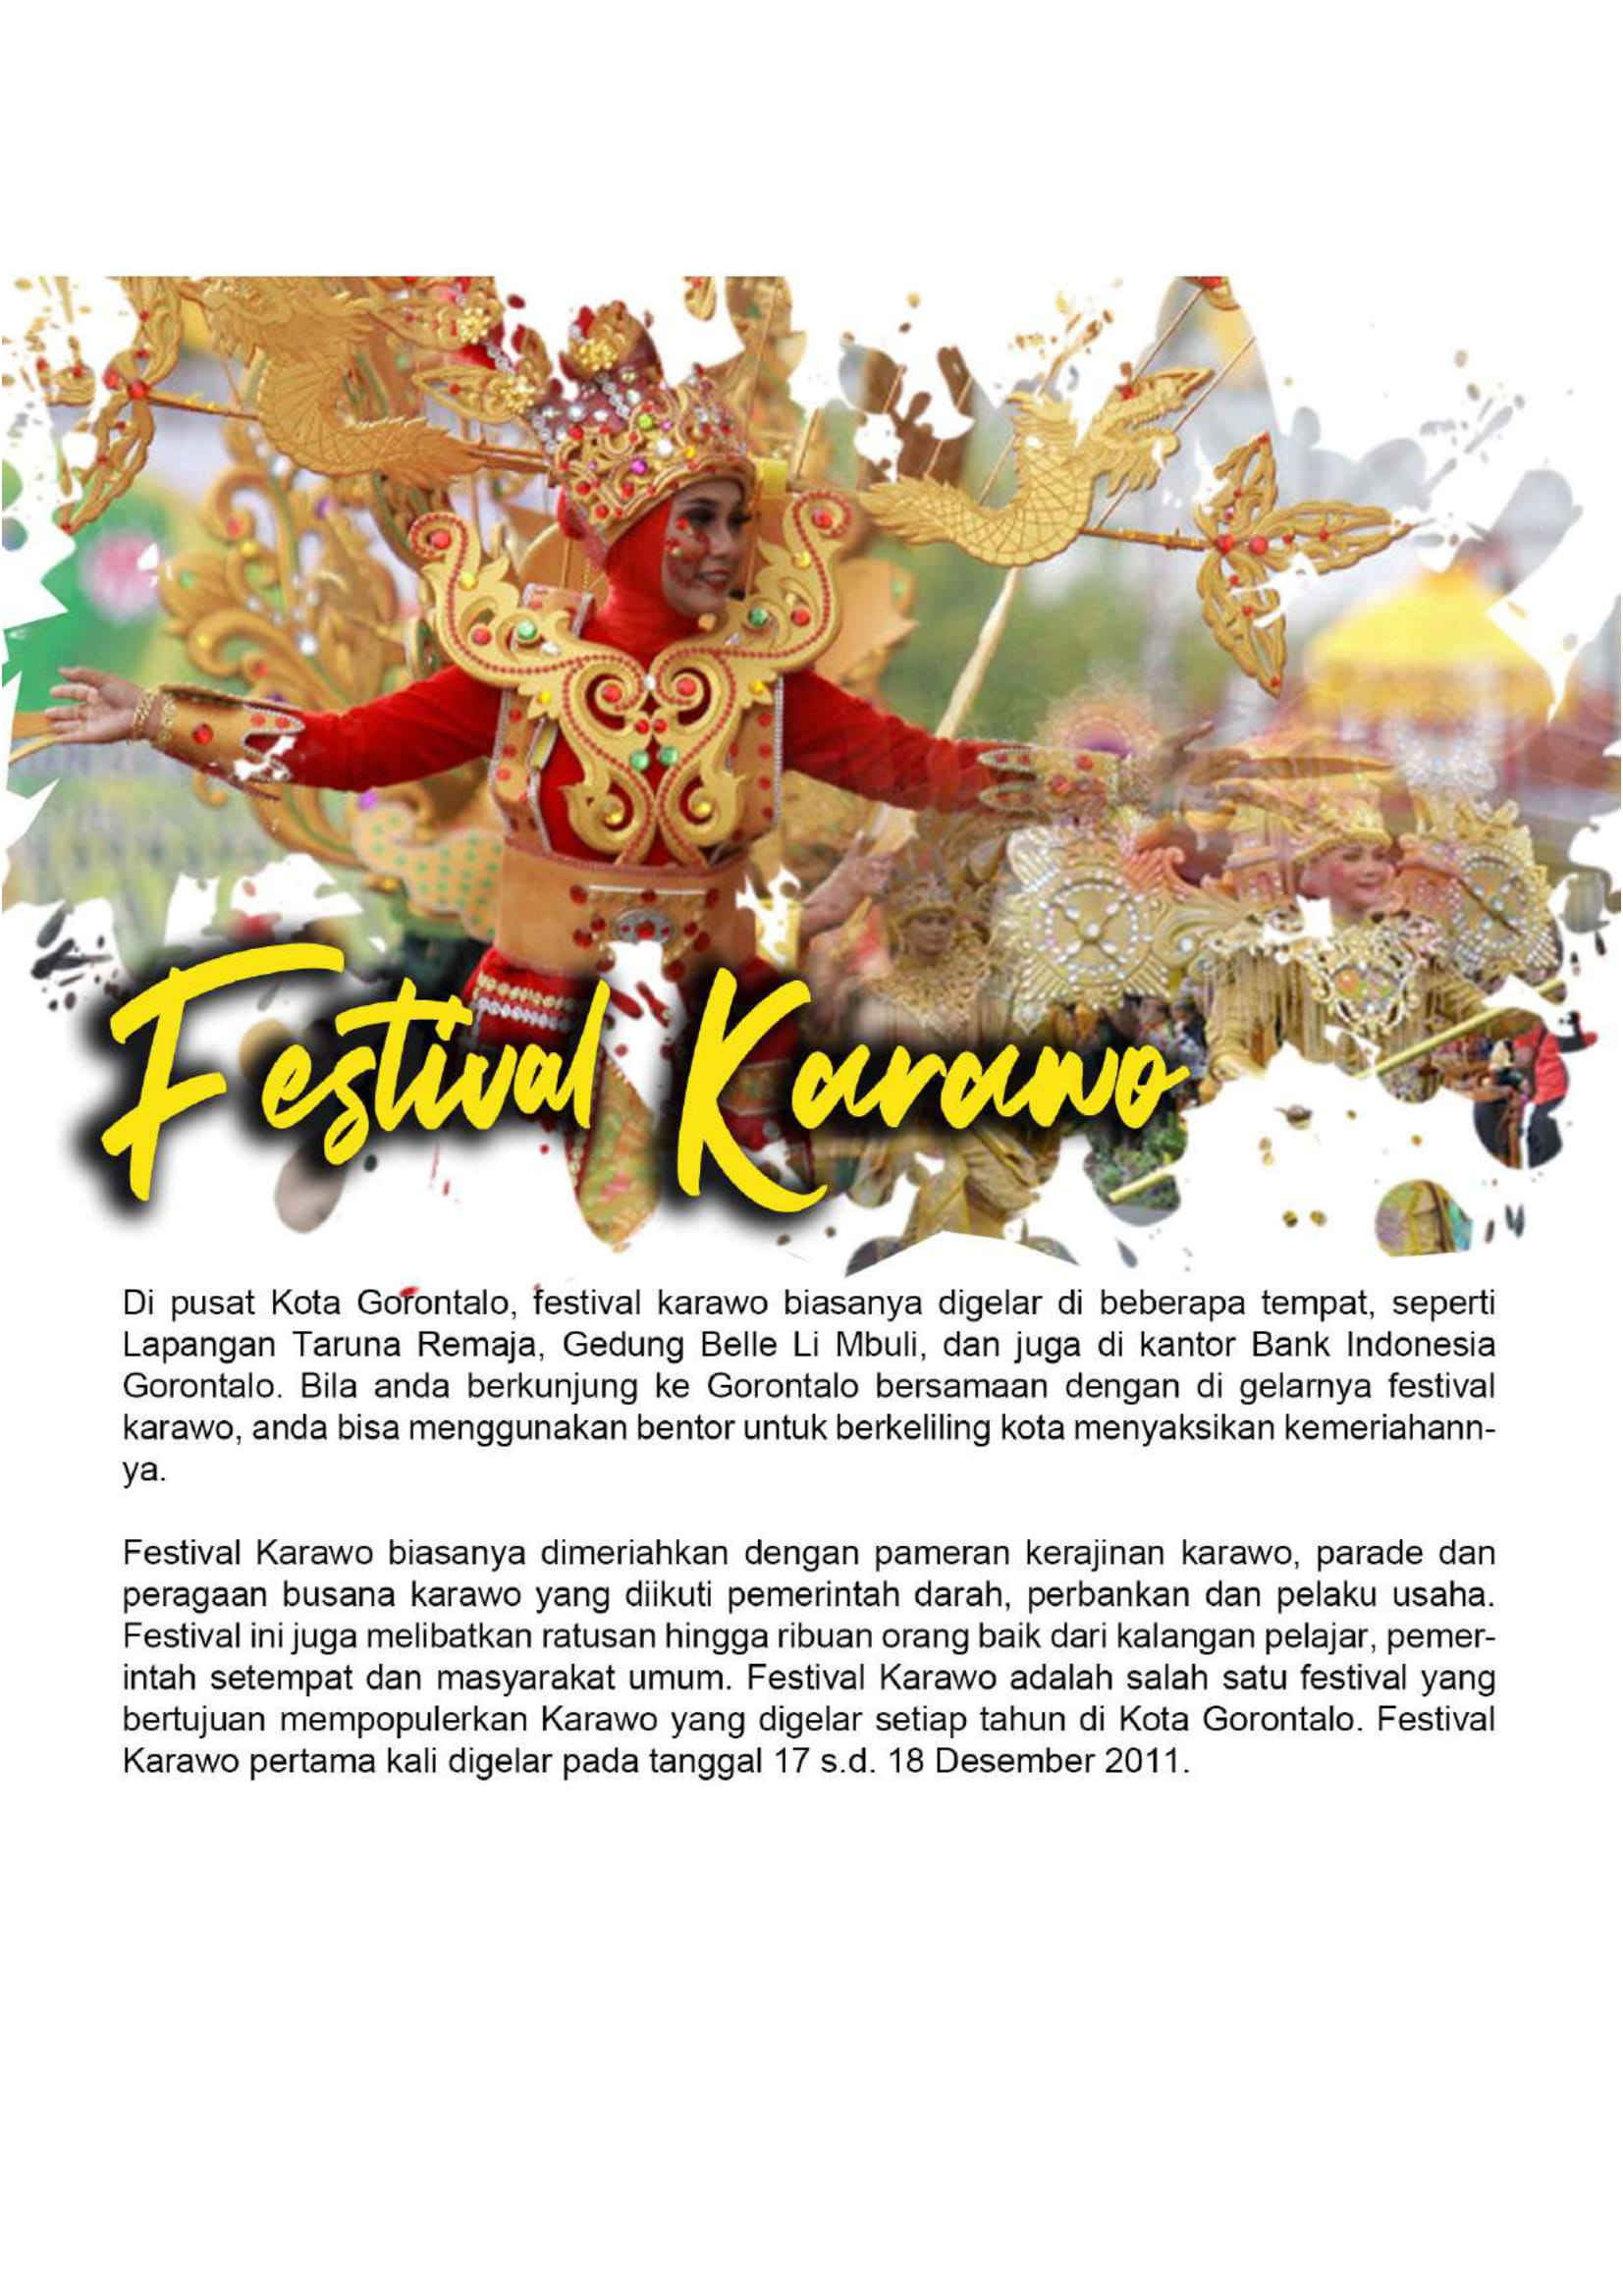 Festival Karawo
Di pusat Kota Gorontalo, festival karawo biasanya digelar di beberapa tempat, seperti
Lapangan Taruna Remaja, Gedung Belle Li Mbuli, dan juga di kantor Bank Indonesia
Gorontalo. Bila anda berkunjung ke Gorontalo bersamaan dengan di gelarnya festival
karawo, anda bisa menggunakan bentor untuk berkeliling kota menyaksikan kemeriahann-
ya.
Festival Karawo biasanya dimeriahkan dengan pameran kerajinan karawo, parade dan
peragaan busana karawo yang diikuti pemerintah darah, perbankan dan pelaku usaha.
Festival ini juga melibatkan ratusan hingga ribuan orang baik dari kalangan pelajar, pemer-
intah setempat dan masyarakat umum. Festival Karawo adalah salah satu festival yang
bertujuan mempopulerkan Karawo yang digelar setiap tahun di Kota Gorontalo. Festival
Karawo pertama kali digelar pada tanggal 17 s.d. 18 Desember 2011.